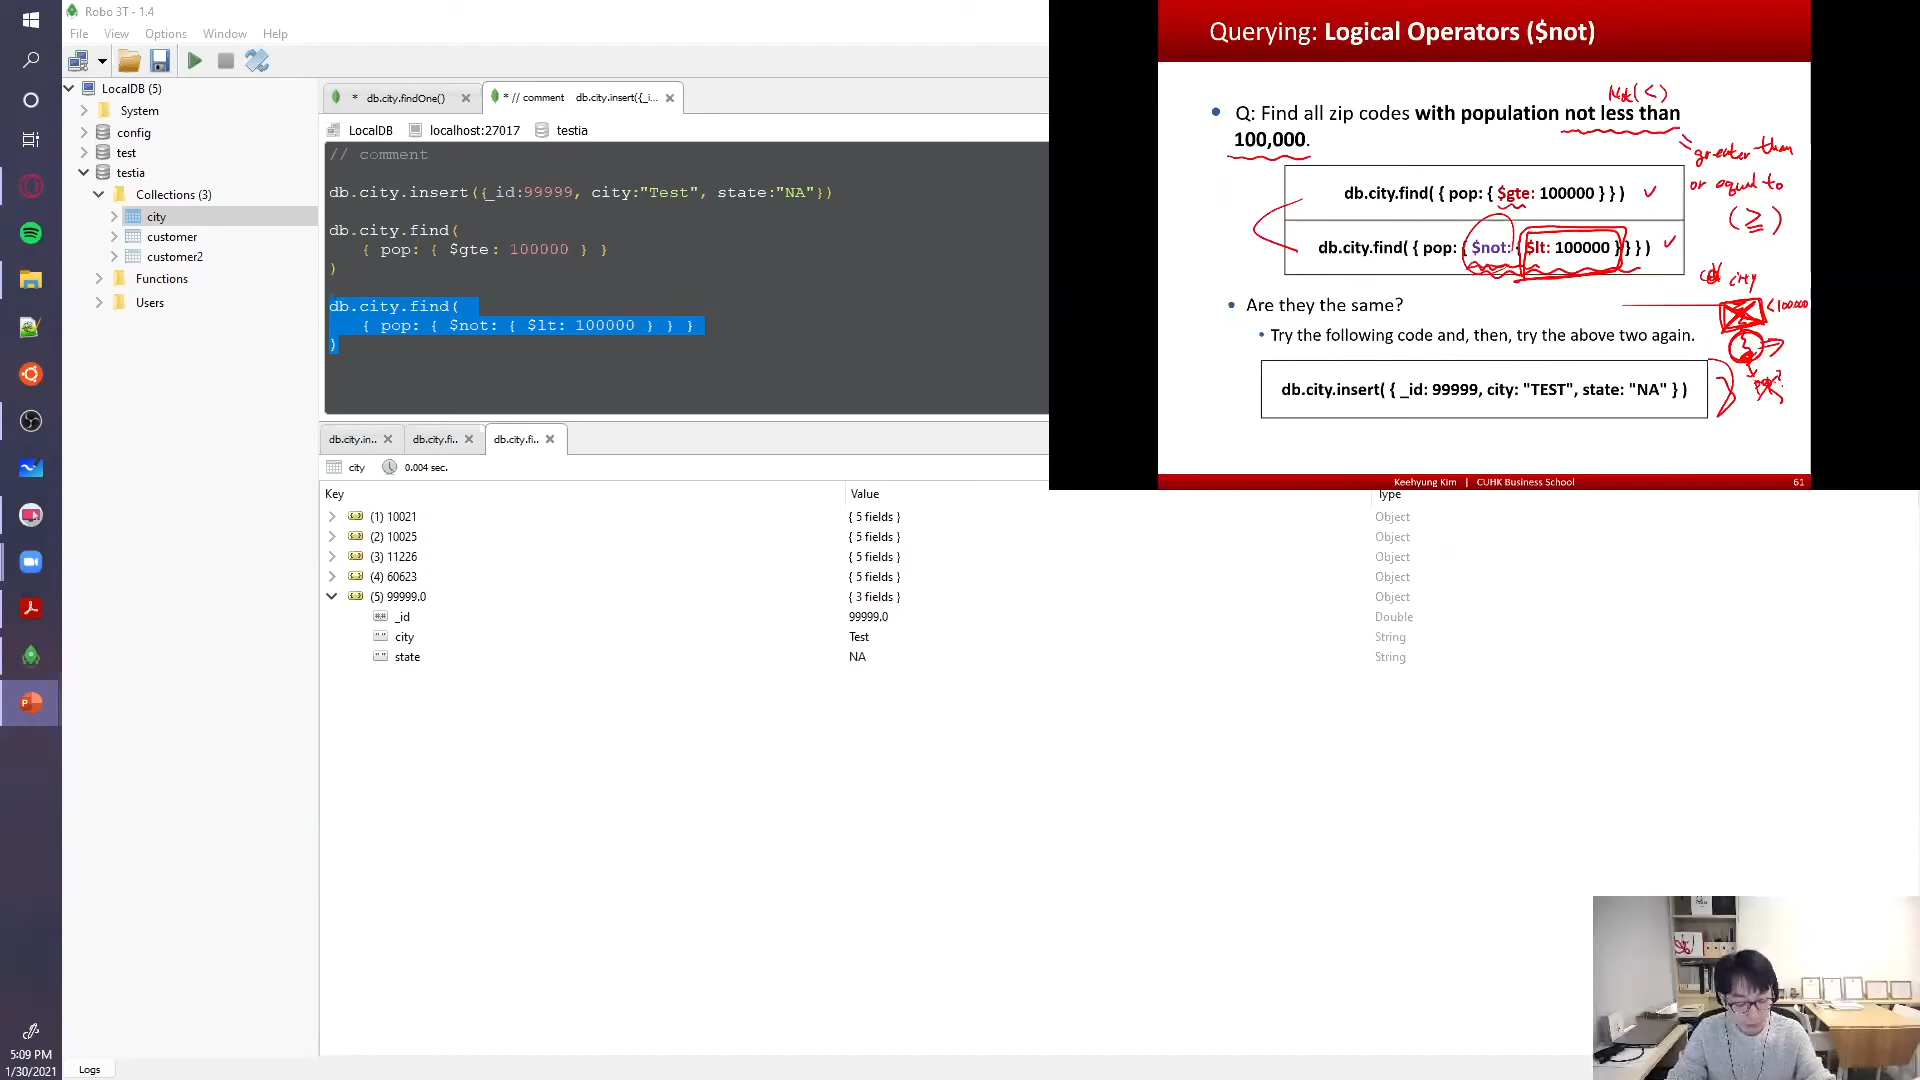 Robo 3T - 1.4
File View Options Window Help
LocalDB (5)
System
config
test
testia
Collections (3)
city
customer
customer2
Functions
Users
* db.city.findOne()
* // comment db.city.insert({_i...
LocalDB localhost:27017 testia
// comment
db.city.insert({_id:99999, city:"Test", state:"NA"})
db.city.find(
{ pop: { $gte: 100000 } }
)
db.city.find(
{ pop: { $not: { $lt: 100000 } } }
)
db.city.in.. db.city.fi.. db.city.fi..
city 0.004 sec.
Key Value Type
(1) 10021 { 5 fields } Object
(2) 10025 { 5 fields } Object
(3) 11226 { 5 fields } Object
(4) 60623 { 5 fields } Object
(5) 99999.0 { 3 fields } Object
_id 99999.0 Double
city Test String
state NA String
Logs
5:09 PM
1/30/2021
Querying: Logical Operators ($not)
Not(<)
• Q: Find all zip codes with population not less than
100,000.
= greater than
or equal to
(≥)
db.city.find( { pop: { $gte: 100000 } } )
db.city.find( { pop: { $not: { $lt: 100000 } } } )
city
<100000
• Are they the same?
• Try the following code and, then, try the above two again.
db.city.insert( { _id: 99999, city: "TEST", state: "NA" } )
Keehyung Kim | CUHK Business School 61